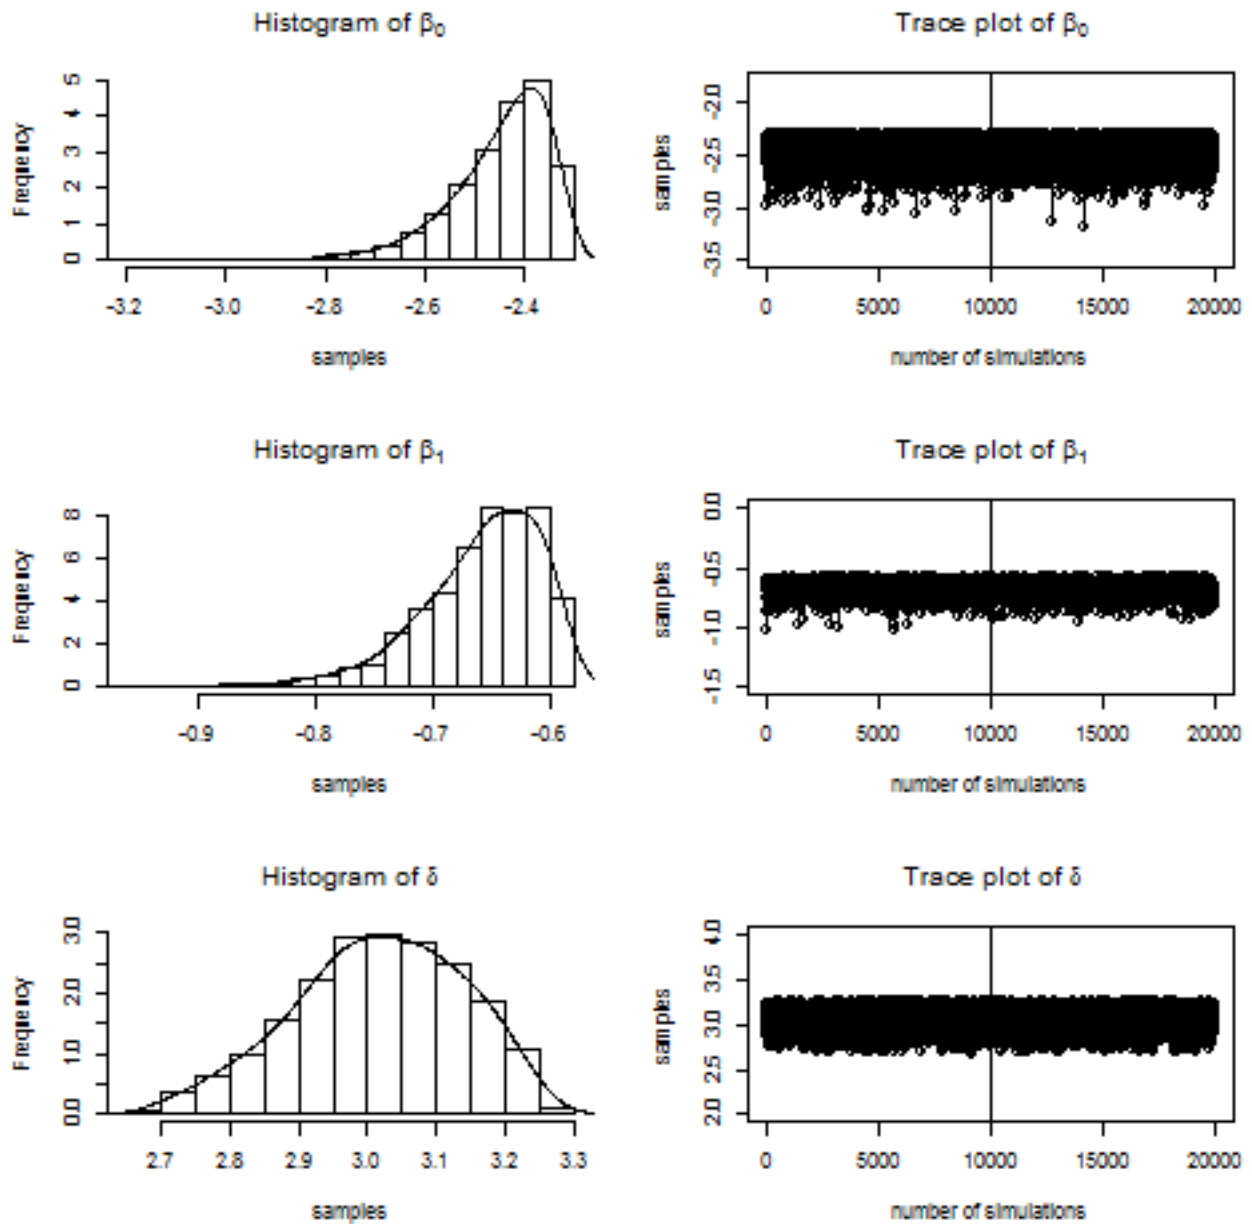 Histogram of β₀
Frequency
5
4
3
2
1
0
−3.2 −3.0 −2.8 −2.6 −2.4
samples
Trace plot of β₀
samples
−2.0
−2.5
−3.0
−3.5
0 5000 10000 15000 20000
number of simulations
Histogram of β₁
Frequency
8
6
4
2
0
−0.9 −0.8 −0.7 −0.6
samples
Trace plot of β₁
samples
0.0
−0.5
−1.0
−1.5
0 5000 10000 15000 20000
number of simulations
Histogram of δ
Frequency
3.0
2.0
1.0
0.0
2.7 2.8 2.9 3.0 3.1 3.2 3.3
samples
Trace plot of δ
samples
4.0
3.5
3.0
2.5
2.0
0 5000 10000 15000 20000
number of simulations